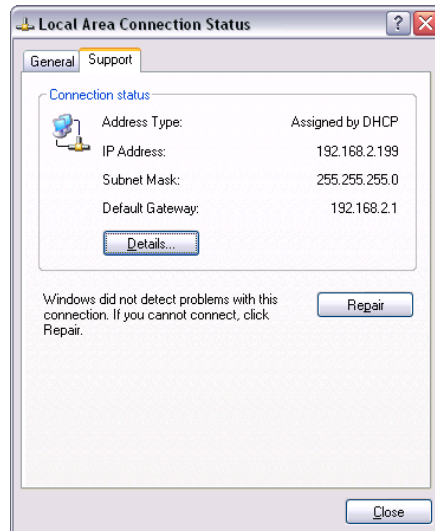 Local Area Connection Status
General
Support
Connection status
Address Type: Assigned by DHCP
IP Address: 192.168.2.199
Subnet Mask: 255.255.255.0
Default Gateway: 192.168.2.1
Details...
Windows did not detect problems with this
connection. If you cannot connect, click
Repair.
Repair
Close